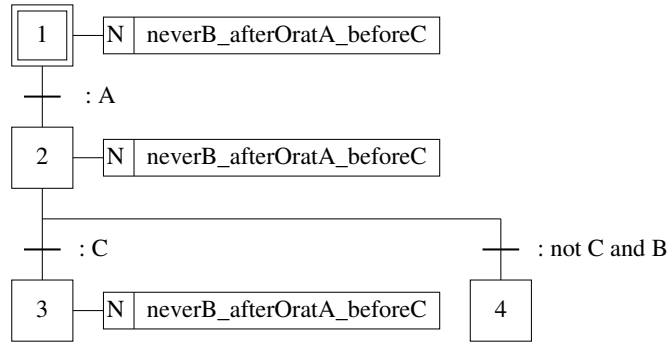 1 N neverB_afterOratA_beforeC
: A
2 N neverB_afterOratA_beforeC
: C : not C and B
3 N neverB_afterOratA_beforeC 4